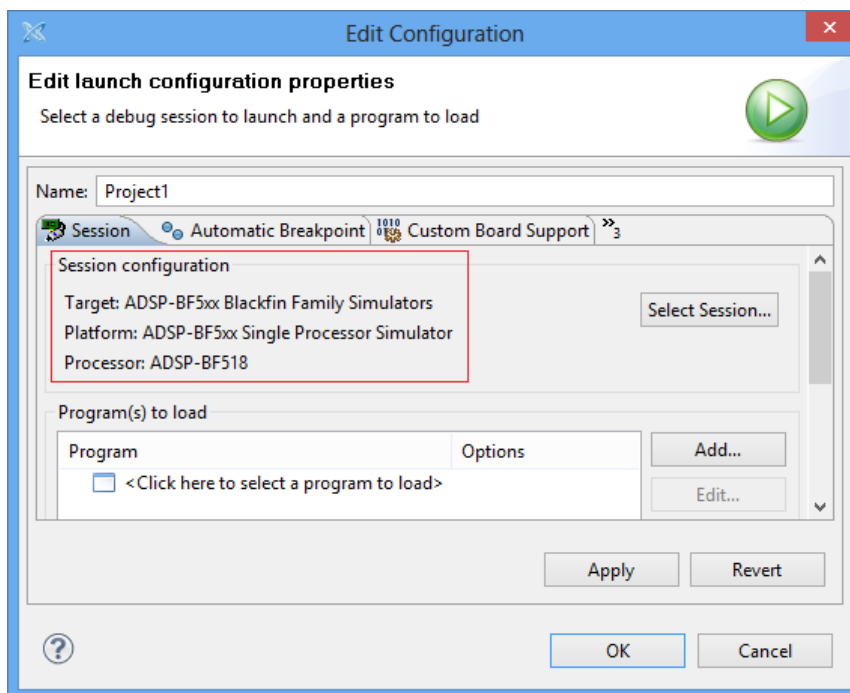 Edit Configuration
Edit launch configuration properties
Select a debug session to launch and a program to load
Name: Project1
Session Automatic Breakpoint Custom Board Support »3
Session configuration
Target: ADSP-BF5xx Blackfin Family Simulators
Select Session...
Platform: ADSP-BF5xx Single Processor Simulator
Processor: ADSP-BF518
Program(s) to load
Program Options Add...
<Click here to select a program to load>
Edit...
Apply Revert
OK Cancel